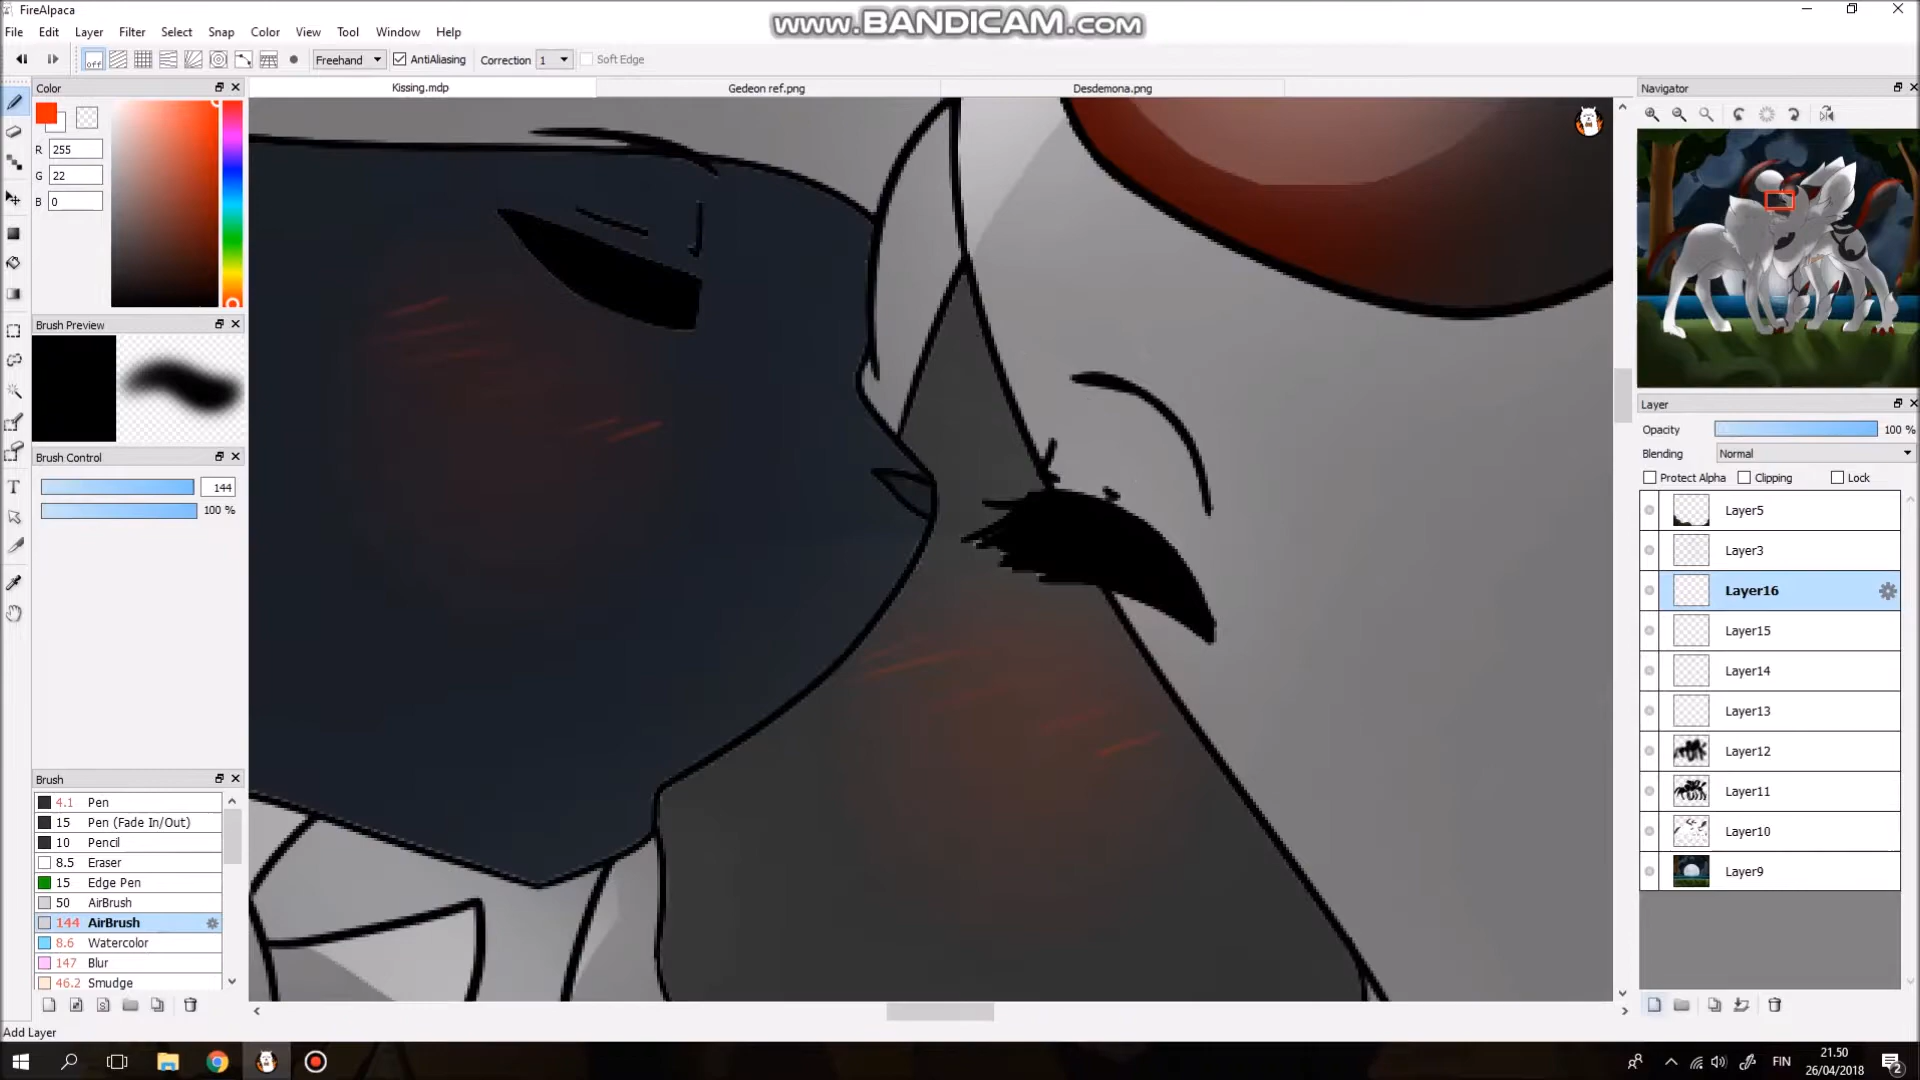 FireAlpaca
www.BANDICAM.com
File Edit Layer Filter Select Snap Color View Tool Window Help
off Freehand AntiAliasing Correction 1 Soft Edge
Color
Kissing.mdp Gedeon ref.png Desdemona.png
Navigator
R 255
G 22
B 0
Brush Preview
Layer
Opacity 100 %
Blending Normal
Brush Control
Protect Alpha Clipping Lock
144
100 %
Layer5
Layer3
Layer16
Layer15
Layer14
Layer13
Layer12
Layer11
Layer10
Layer9
Brush
4.1 Pen
15 Pen (Fade In/Out)
10 Pencil
8.5 Eraser
15 Edge Pen
50 AirBrush
144 AirBrush
8.6 Watercolor
147 Blur
46.2 Smudge
Add Layer
FIN
21.50
26/04/2018
2